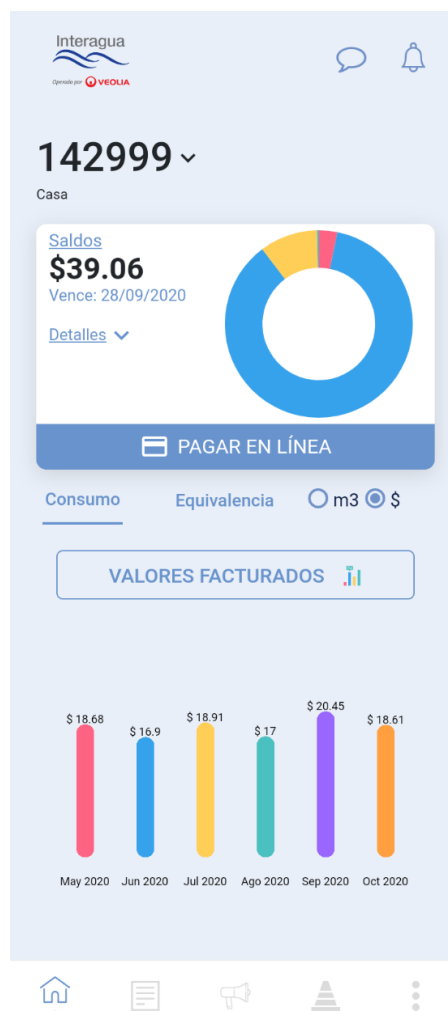 Interagua
Operado por VEOLIA
142999
Casa
Saldos
$39.06
Vence: 28/09/2020
Detalles
PAGAR EN LÍNEA
Consumo Equivalencia m3 $
VALORES FACTURADOS
$ 18.68 $ 16.9 $ 18.91 $ 17 $ 20.45 $ 18.61
May 2020 Jun 2020 Jul 2020 Ago 2020 Sep 2020 Oct 2020